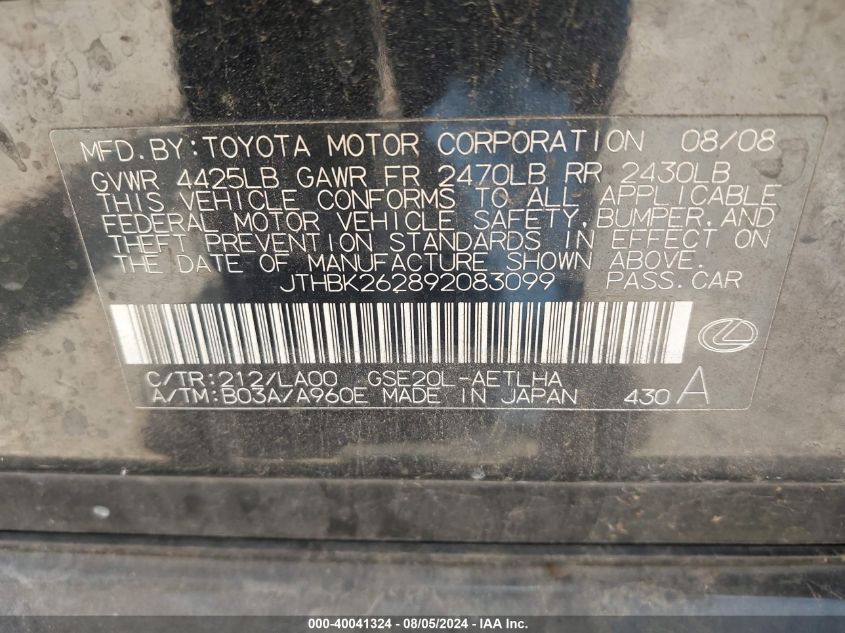 MFD.BY:TOYOTA MOTOR CORPORATION 08/08
GVWR 4425LB GAWR FR 2470LB RR 2430LB
THIS VEHICLE CONFORMS TO ALL APPLICABLE
FEDERAL MOTOR VEHICLE SAFETY, BUMPER, AND
THEFT PREVENTION STANDARDS IN EFFECT ON
THE DATE OF MANUFACTURE SHOWN ABOVE.
JTHBK262892083099 PASS.CAR
C/TR:212/LA00 GSE20L-AETLHA
A/TM:B03A/A960E MADE IN JAPAN 430 A
000-40041324 - 08/05/2024 - IAA Inc.